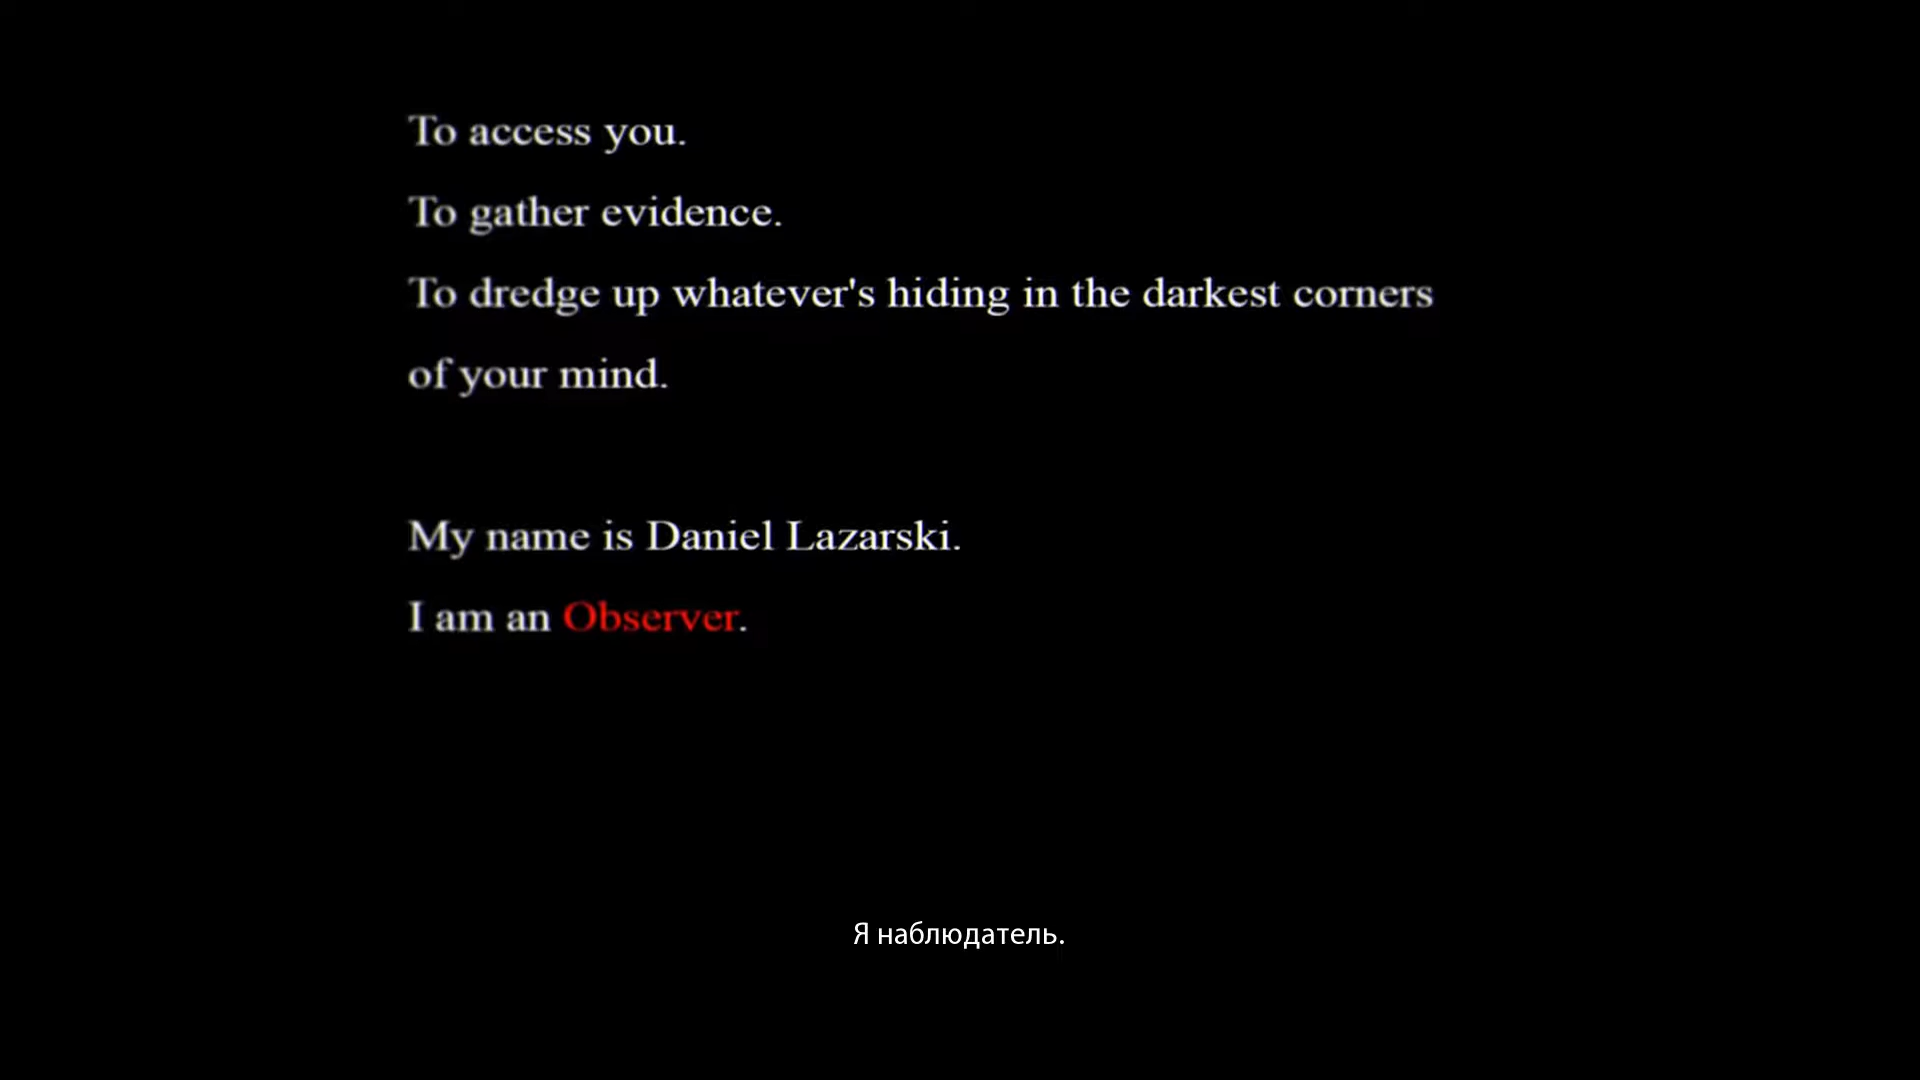 To access you.
To gather evidence.
To dredge up whatever's hiding in the darkest corners
of your mind.
My name is Daniel Lazarski.
I am an Observer.
Я наблюдатель.